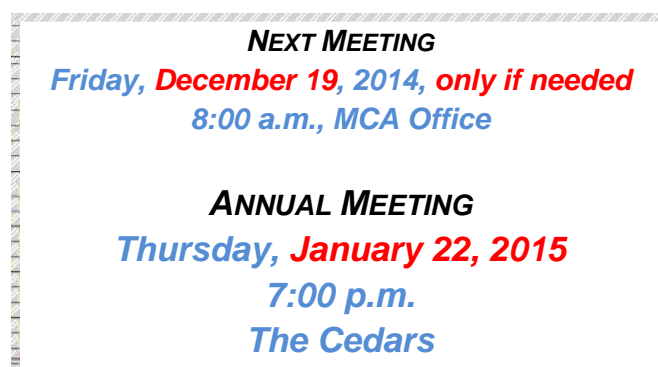 NEXT MEETING
Friday, December 19, 2014, only if needed
8:00 a.m., MCA Office
ANNUAL MEETING
Thursday, January 22, 2015
7:00 p.m.
The Cedars